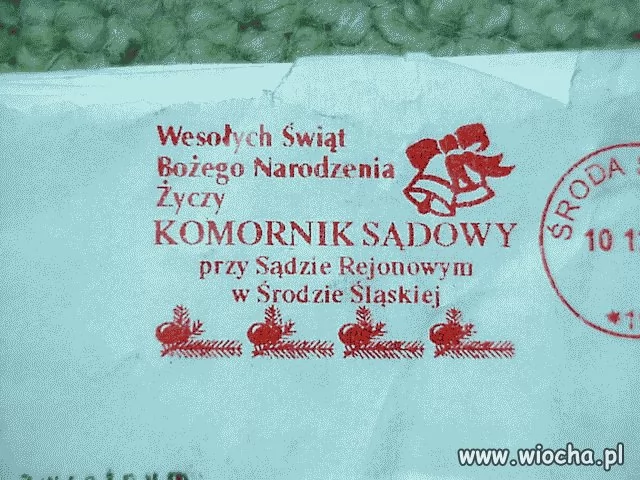 Wesołych Świąt
Bożego Narodzenia
Życzy
KOMORNIK SĄDOWY
przy Sądzie Rejonowym
w Środzie Śląskiej
ŚRODA
10
www.wiocha.pl